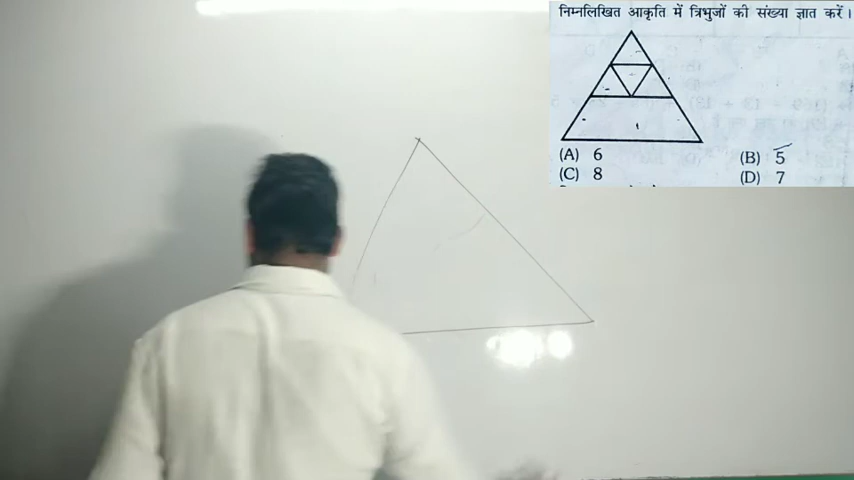 निम्नलिखित आकृति में त्रिभुजों की संख्या ज्ञात करें।
(A) 6 (B) 5
(C) 8 (D) 7